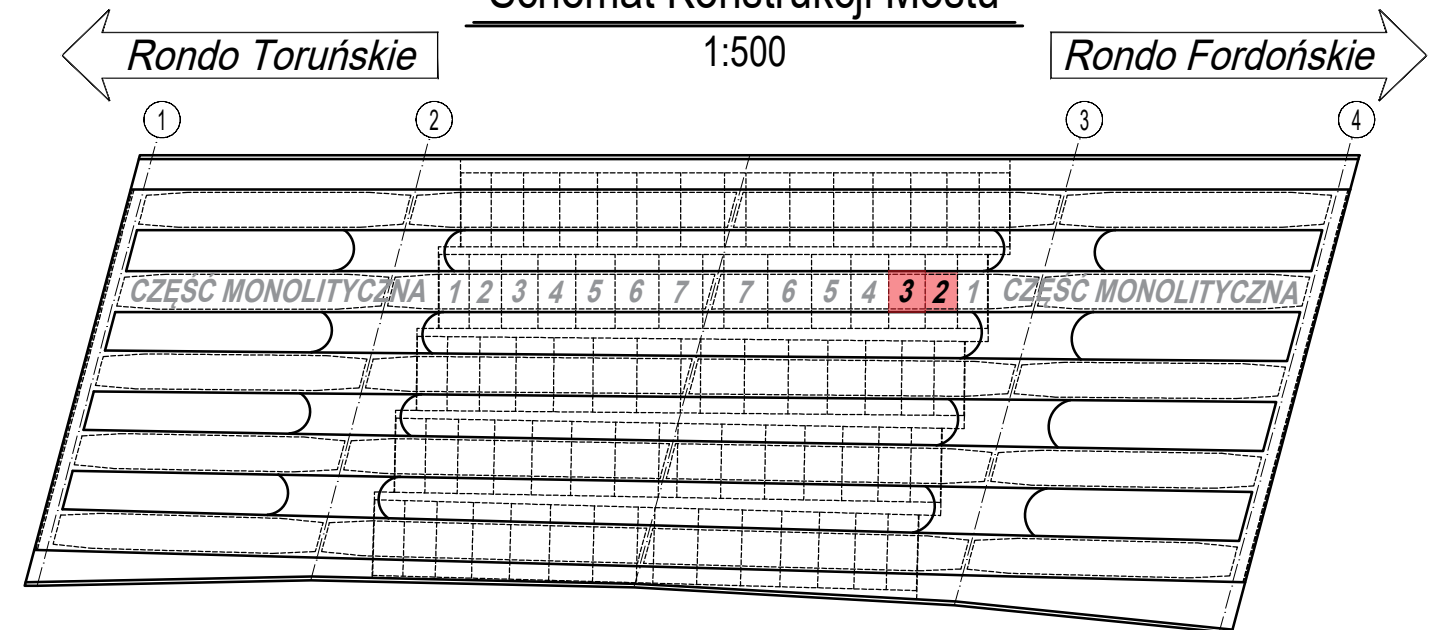 Schemat Konstrukcji Mostu
1:500
Rondo Toruńskie
Rondo Fordońskie
1 2 3 4
CZĘŚĆ MONOLITYCZNA 1 2 3 4 5 6 7 7 6 5 4 3 2 1 CZĘŚĆ MONOLITYCZNA